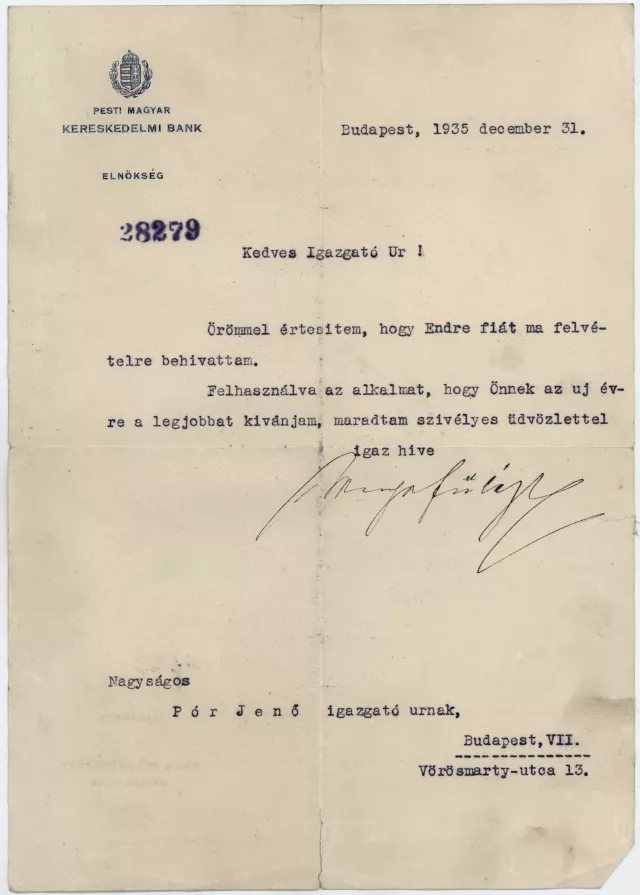 PESTI MAGYAR
KERESKEDELMI BANK
ELNÖKSÉG
Budapest, 1935 december 31.
28279
Kedves Igazgató Ur !
Örömmel értesitem, hogy Endre fiát ma felvé-
telre behivattam.
Felhasználva az alkalmat, hogy Önnek az uj év-
re a legjobbat kivánjam, maradtam szivélyes üdvözlettel
igaz hive
Nagyságos
Pór Jenő igazgató urnak,
Budapest, VII.
Vörösmarty-utca 13.